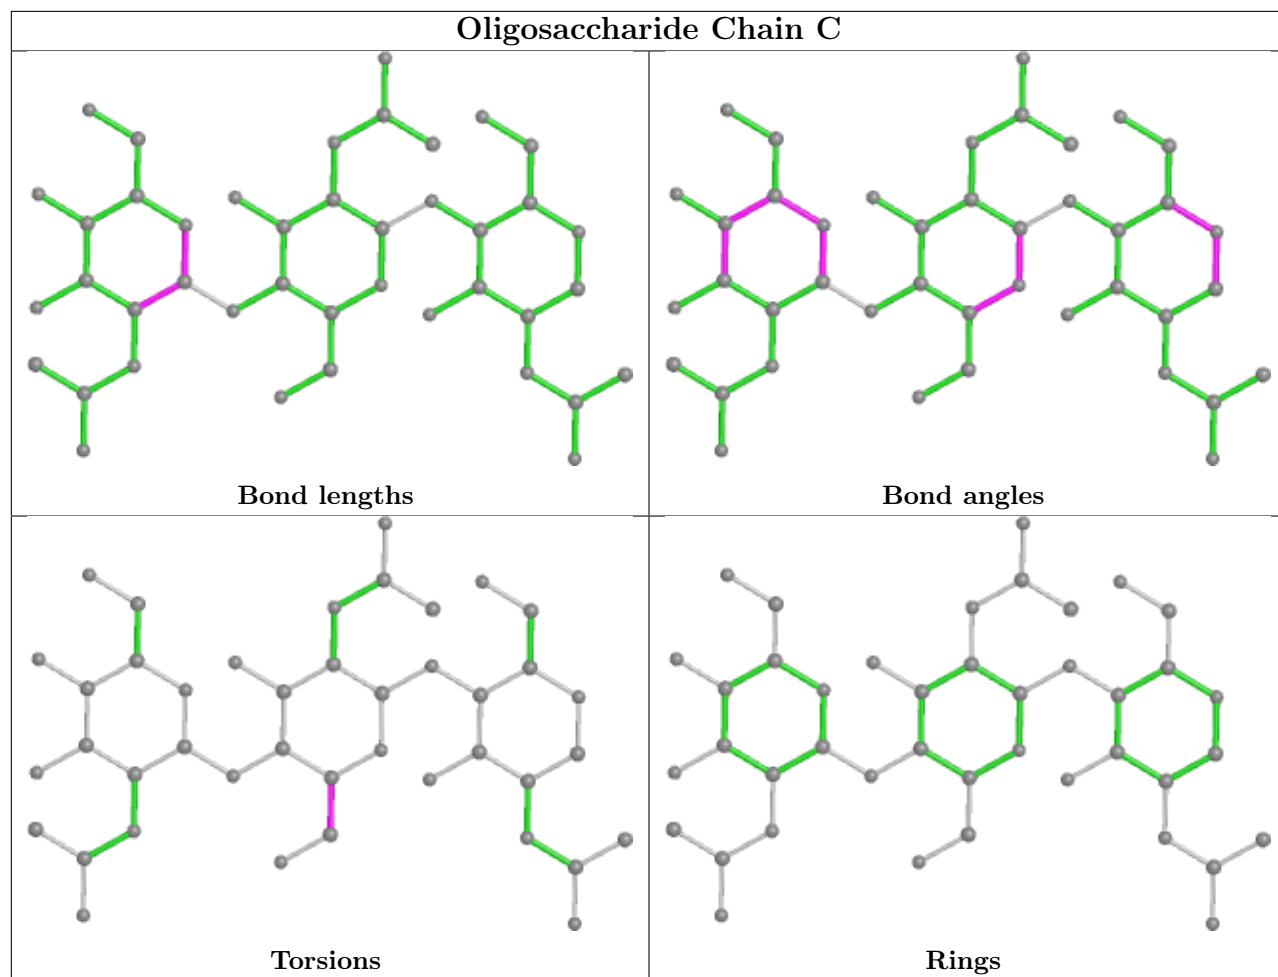 Oligosaccharide Chain C
Bond lengths
Bond angles
Torsions
Rings